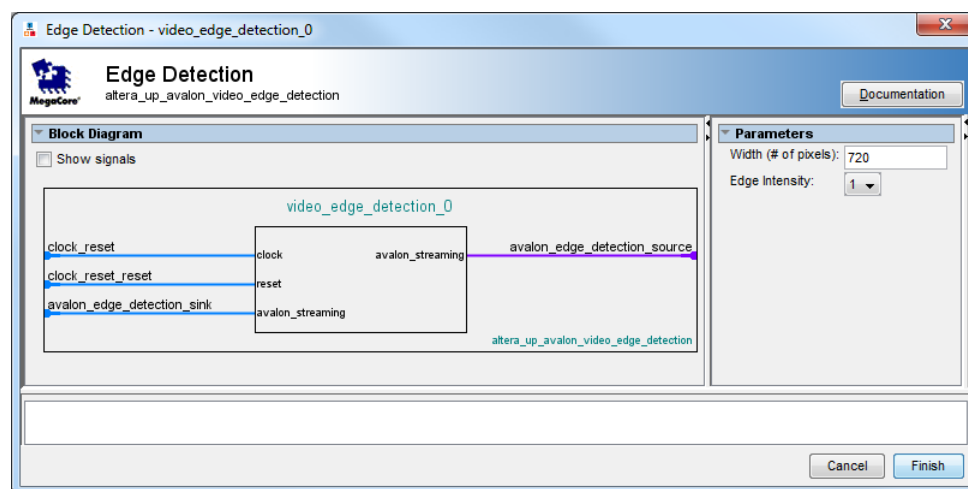 Edge Detection - video_edge_detection_0
MegaCore®
Edge Detection
altera_up_avalon_video_edge_detection
Documentation
Block Diagram
Show signals
video_edge_detection_0
clock_reset
clock
avalon_streaming
avalon_edge_detection_source
clock_reset_reset
reset
avalon_edge_detection_sink
avalon_streaming
altera_up_avalon_video_edge_detection
Parameters
Width (# of pixels): 720
Edge Intensity: 1
Cancel
Finish